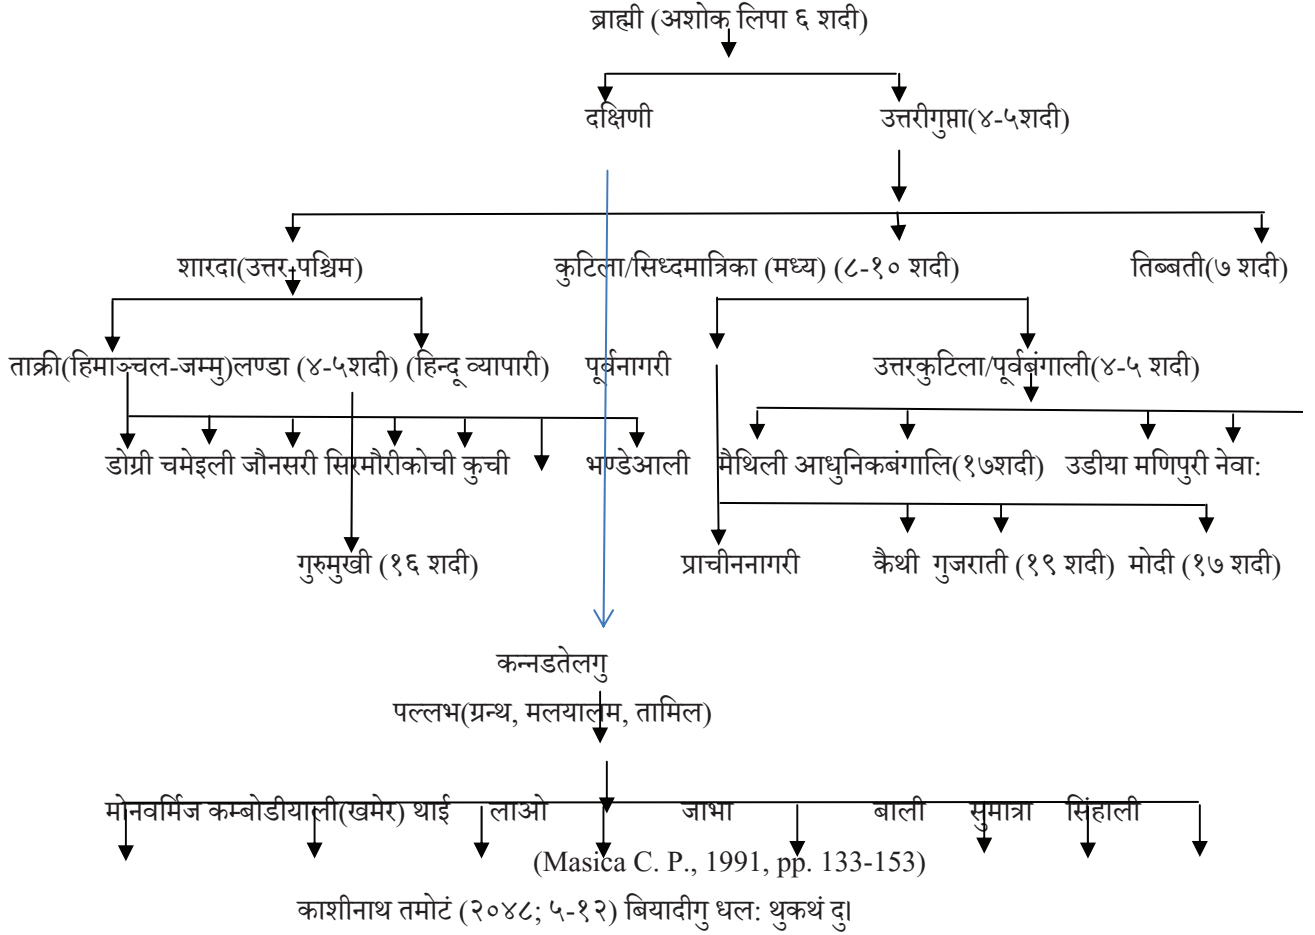 ब्राह्मी (अशोक लिपा ६ शदी)
दक्षिणी उत्तरीगुप्ता(४-५शदी)
शारदा(उत्तर-पश्चिम) कुटिला/सिध्दमात्रिका (मध्य) (८-१० शदी) तिब्बती(७ शदी)
ताक्री(हिमाञ्चल-जम्मु)लण्डा (४-५शदी) (हिन्दू व्यापारी) पूर्वनागरी उत्तरकुटिला/पूर्वबंगाली(४-५ शदी)
डोग्री चमेइली जौनसरी सिरमौरीकोची कुची भण्डेआली मैथिली आधुनिकबंगालि(१७शदी) उडीया मणिपुरी नेवा:
गुरुमुखी (१६ शदी) प्राचीननागरी कैथी गुजराती (१९ शदी) मोदी (१७ शदी)
कन्नडतेलगु
पल्लभ(ग्रन्थ, मलयालम, तामिल)
मोनवर्मिज कम्बोडीयाली(खमेर) थाई लाओ जाभा बाली सुमात्रा सिंहाली
(Masica C. P., 1991, pp. 133-153)
काशीनाथ तमोटं (२०४८; ५-१२) बियादीगु धल: थुकथं दु।